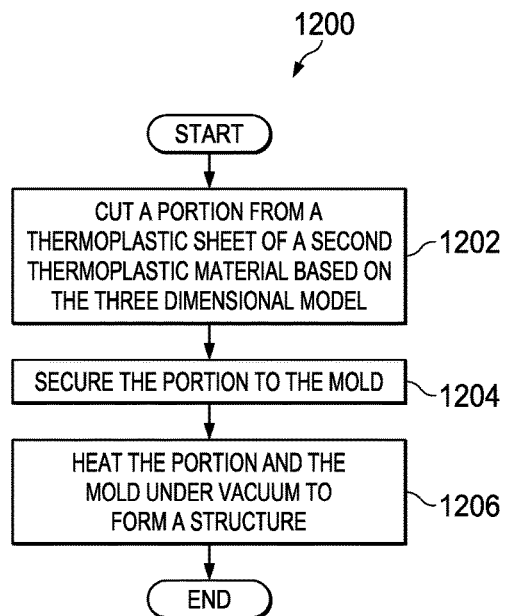 1200
START
CUT A PORTION FROM A
THERMOPLASTIC SHEET OF A SECOND
THERMOPLASTIC MATERIAL BASED ON
THE THREE DIMENSIONAL MODEL
1202
SECURE THE PORTION TO THE MOLD
1204
HEAT THE PORTION AND THE
MOLD UNDER VACUUM TO
FORM A STRUCTURE
1206
END